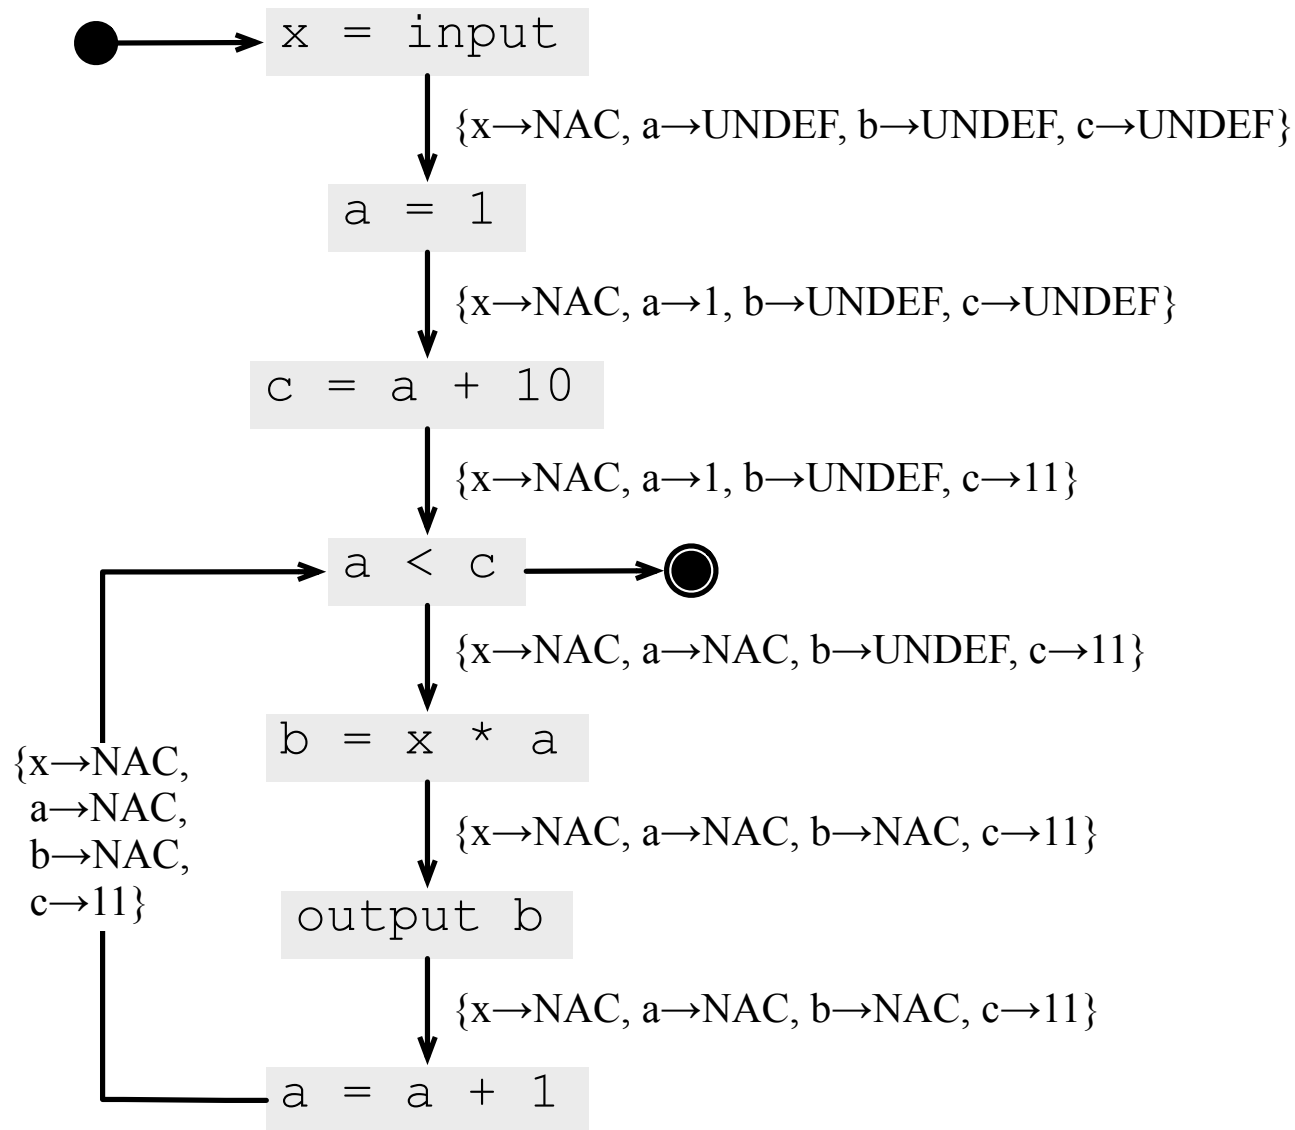 x = input
{x→NAC, a→UNDEF, b→UNDEF, c→UNDEF}
a = 1
{x→NAC, a→1, b→UNDEF, c→UNDEF}
c = a + 10
{x→NAC, a→1, b→UNDEF, c→11}
a < c
{x→NAC, a→NAC, b→UNDEF, c→11}
b = x * a
{x→NAC,
a→NAC,
b→NAC,
c→11}
{x→NAC, a→NAC, b→NAC, c→11}
output b
{x→NAC, a→NAC, b→NAC, c→11}
a = a + 1